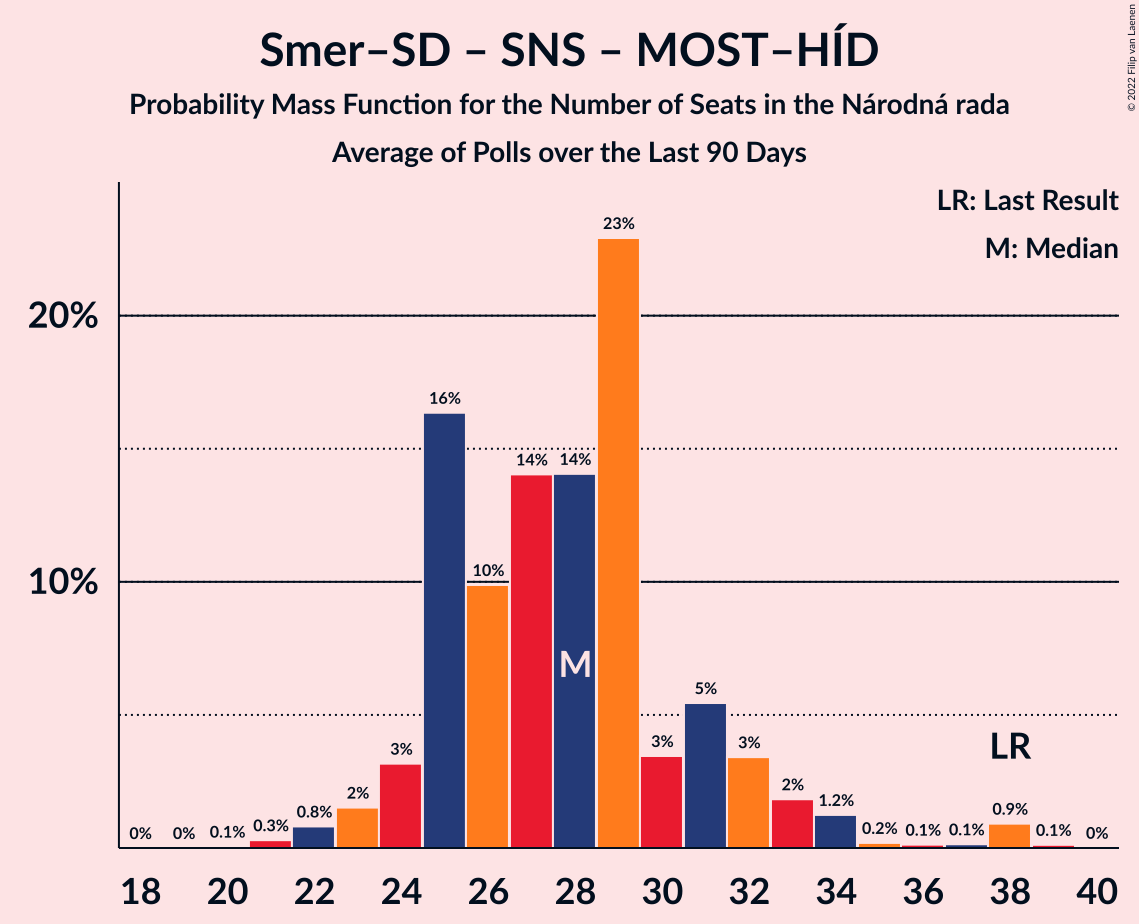 Smer–SD – SNS – MOST–HÍD
Probability Mass Function for the Number of Seats in the Národná rada
Average of Polls over the Last 90 Days
© 2022 Filip van Laenen
LR: Last Result
M: Median
20%
10%
0%
0%
0.1%
0.3%
0.8%
2%
3%
16%
10%
14%
14%
23%
3%
5%
3%
2%
1.2%
0.2%
0.1%
0.1%
0.9%
0.1%
0%
M
LR
18 20 22 24 26 28 30 32 34 36 38 40